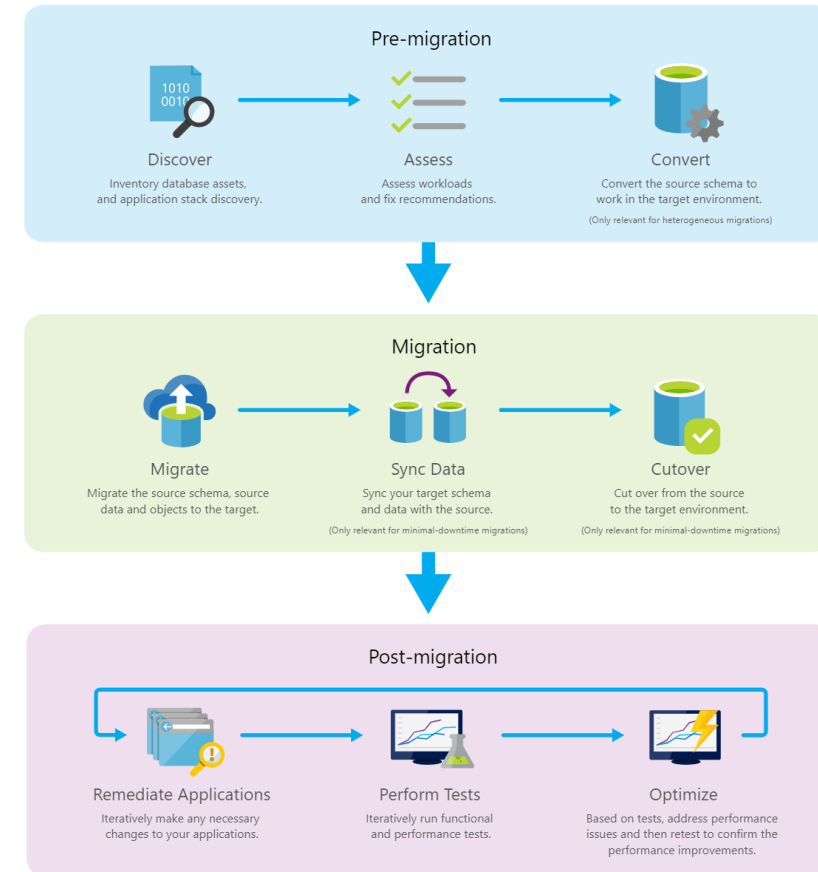 Pre-migration
1010
0010
Discover
Inventory database assets,
and application stack discovery.
Assess
Assess workloads
and fix recommendations.
Convert
Convert the source schema to
work in the target environment.
(Only relevant for heterogeneous migrations)
Migration
Migrate
Migrate the source schema, source
data and objects to the target.
Sync Data
Sync your target schema
and data with the source.
(Only relevant for minimal-downtime migrations)
Cutover
Cut over from the source
to the target environment.
(Only relevant for minimal-downtime migrations)
Post-migration
Remediate Applications
Iteratively make any necessary
changes to your applications.
Perform Tests
Iteratively run functional
and performance tests.
Optimize
Based on tests, address performance
issues and then retest to confirm the
performance improvements.